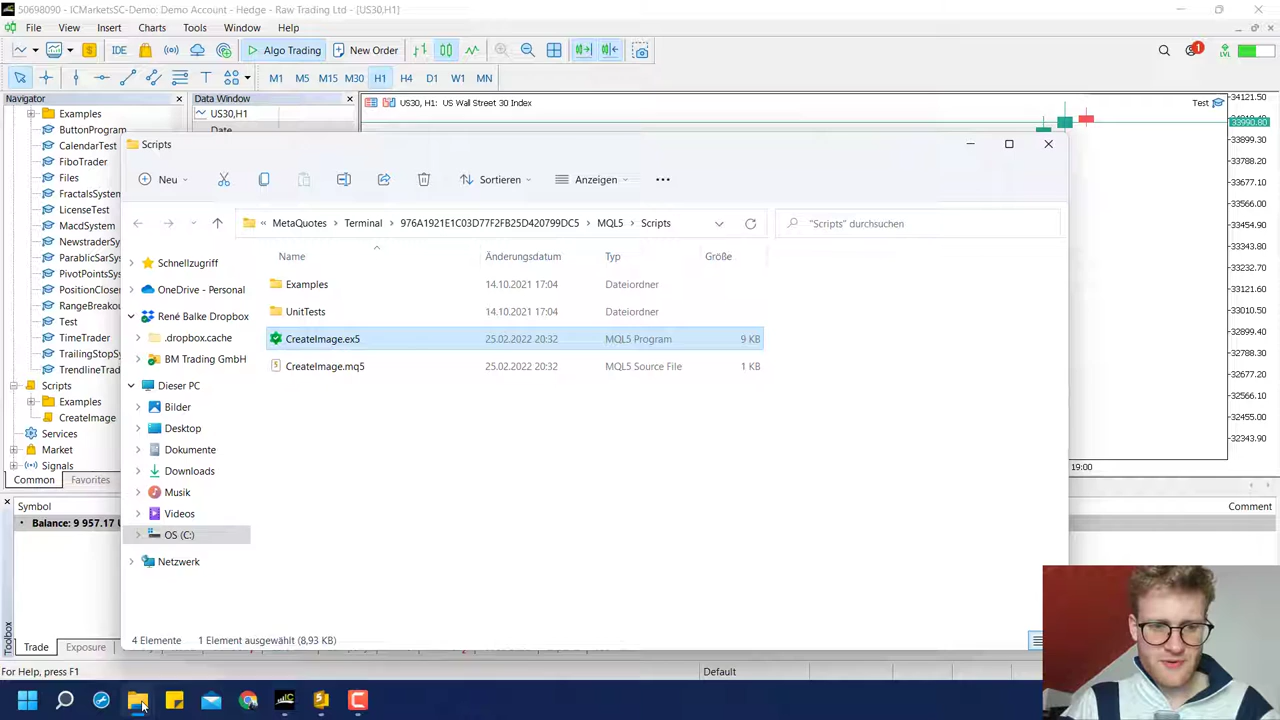 50698090 - ICMarketsSC-Demo: Demo Account - Hedge - Raw Trading Ltd - [US30,H1]
File View Insert Charts Tools Window Help
IDE Algo Trading New Order 1 LVL
M1 M5 M15 M30 H1 H4 D1 W1 MN
Navigator
Data Window
US30,H1
Date
US30, H1: US Wall Street 30 Index
Test
Examples
ButtonProgram
CalendarTest
FiboTrader
Files
FractalsSystem
LicenseTest
MacdSystem
Newstrader
ParablicSar
PivotPointsSy
PositionCloser
RangeBreakou
Test
TimeTrader
TrailingStop
TrendlineTrad
Scripts
Examples
CreateImage
Services
Market
Signals
Common Favorites
Scripts
Neu Sortieren Anzeigen
« MetaQuotes Terminal 976A1921E1C03D77F2FB25D420799DC5 MQL5 Scripts
"Scripts" durchsuchen
Name Änderungsdatum Typ Größe
Examples 14.10.2021 17:04 Dateiordner
UnitTests 14.10.2021 17:04 Dateiordner
CreateImage.ex5 25.02.2022 20:32 MQL5 Program 9 KB
CreateImage.mq5 25.02.2022 20:32 MQL5 Source File 1 KB
Schnellzugriff
OneDrive - Personal
René Balke Dropbox
.dropbox.cache
BM Trading GmbH
Dieser PC
Bilder
Desktop
Dokumente
Downloads
Musik
Videos
OS (C:)
Netzwerk
4 Elemente 1 Element ausgewählt (8,93 KB)
34121.50
33990.80
33899.30
33788.20
33677.10
33566.00
33454.90
33343.80
33232.70
33121.60
33010.50
32899.40
32788.30
32677.20
32566.10
32455.00
32343.90
19:00
Symbol Comment
Balance: 9 957.17 U
Toolbox
Trade Exposure
For Help, press F1 Default